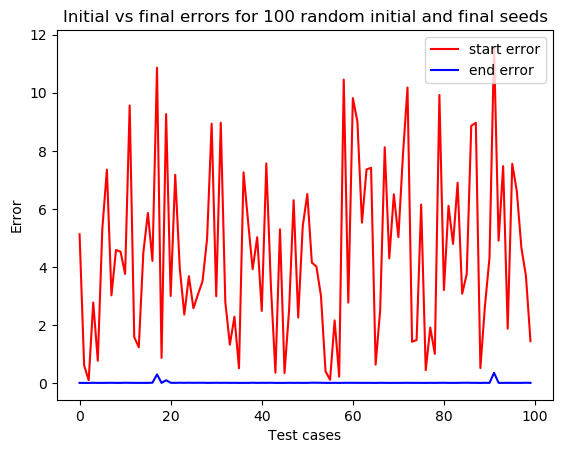 Initial vs final errors for 100 random initial and final seeds
12
10
8
6
4
2
0
Error
start error
end error
0
20
40
60
80
100
Test cases